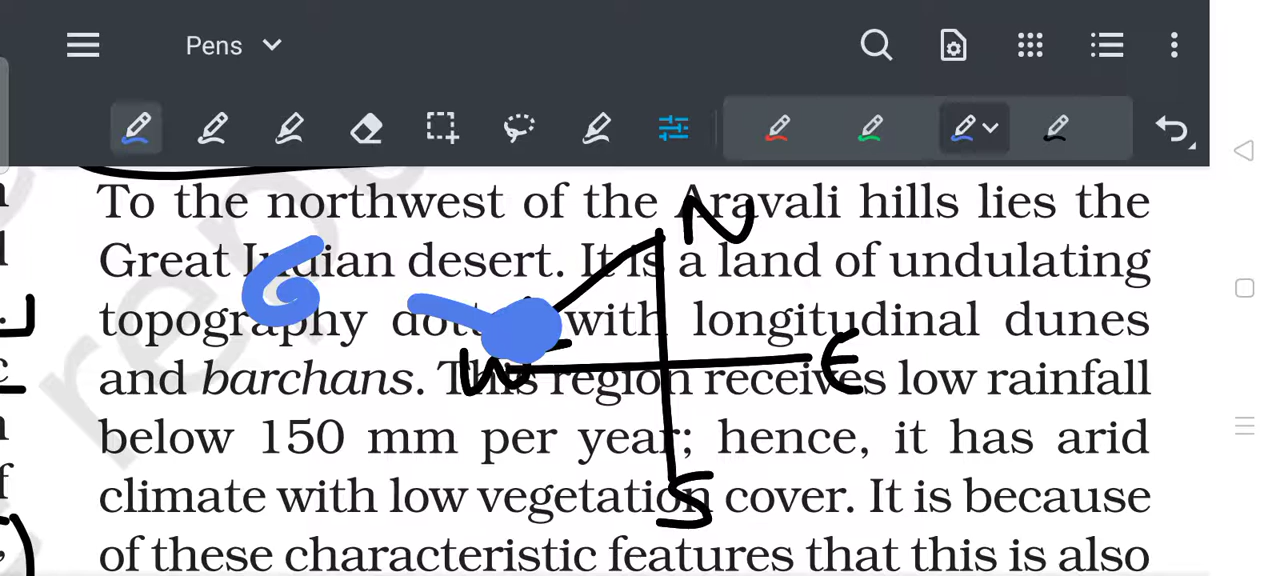 Pens
To the northwest of the Aravali hills lies the
N
Great Indian desert. It is a land of undulating
topography dotted with longitudinal dunes
W
E
and barchans. This region receives low rainfall
below 150 mm per year; hence, it has arid
climate with low vegetation cover. It is because
S
of these characteristic features that this is also